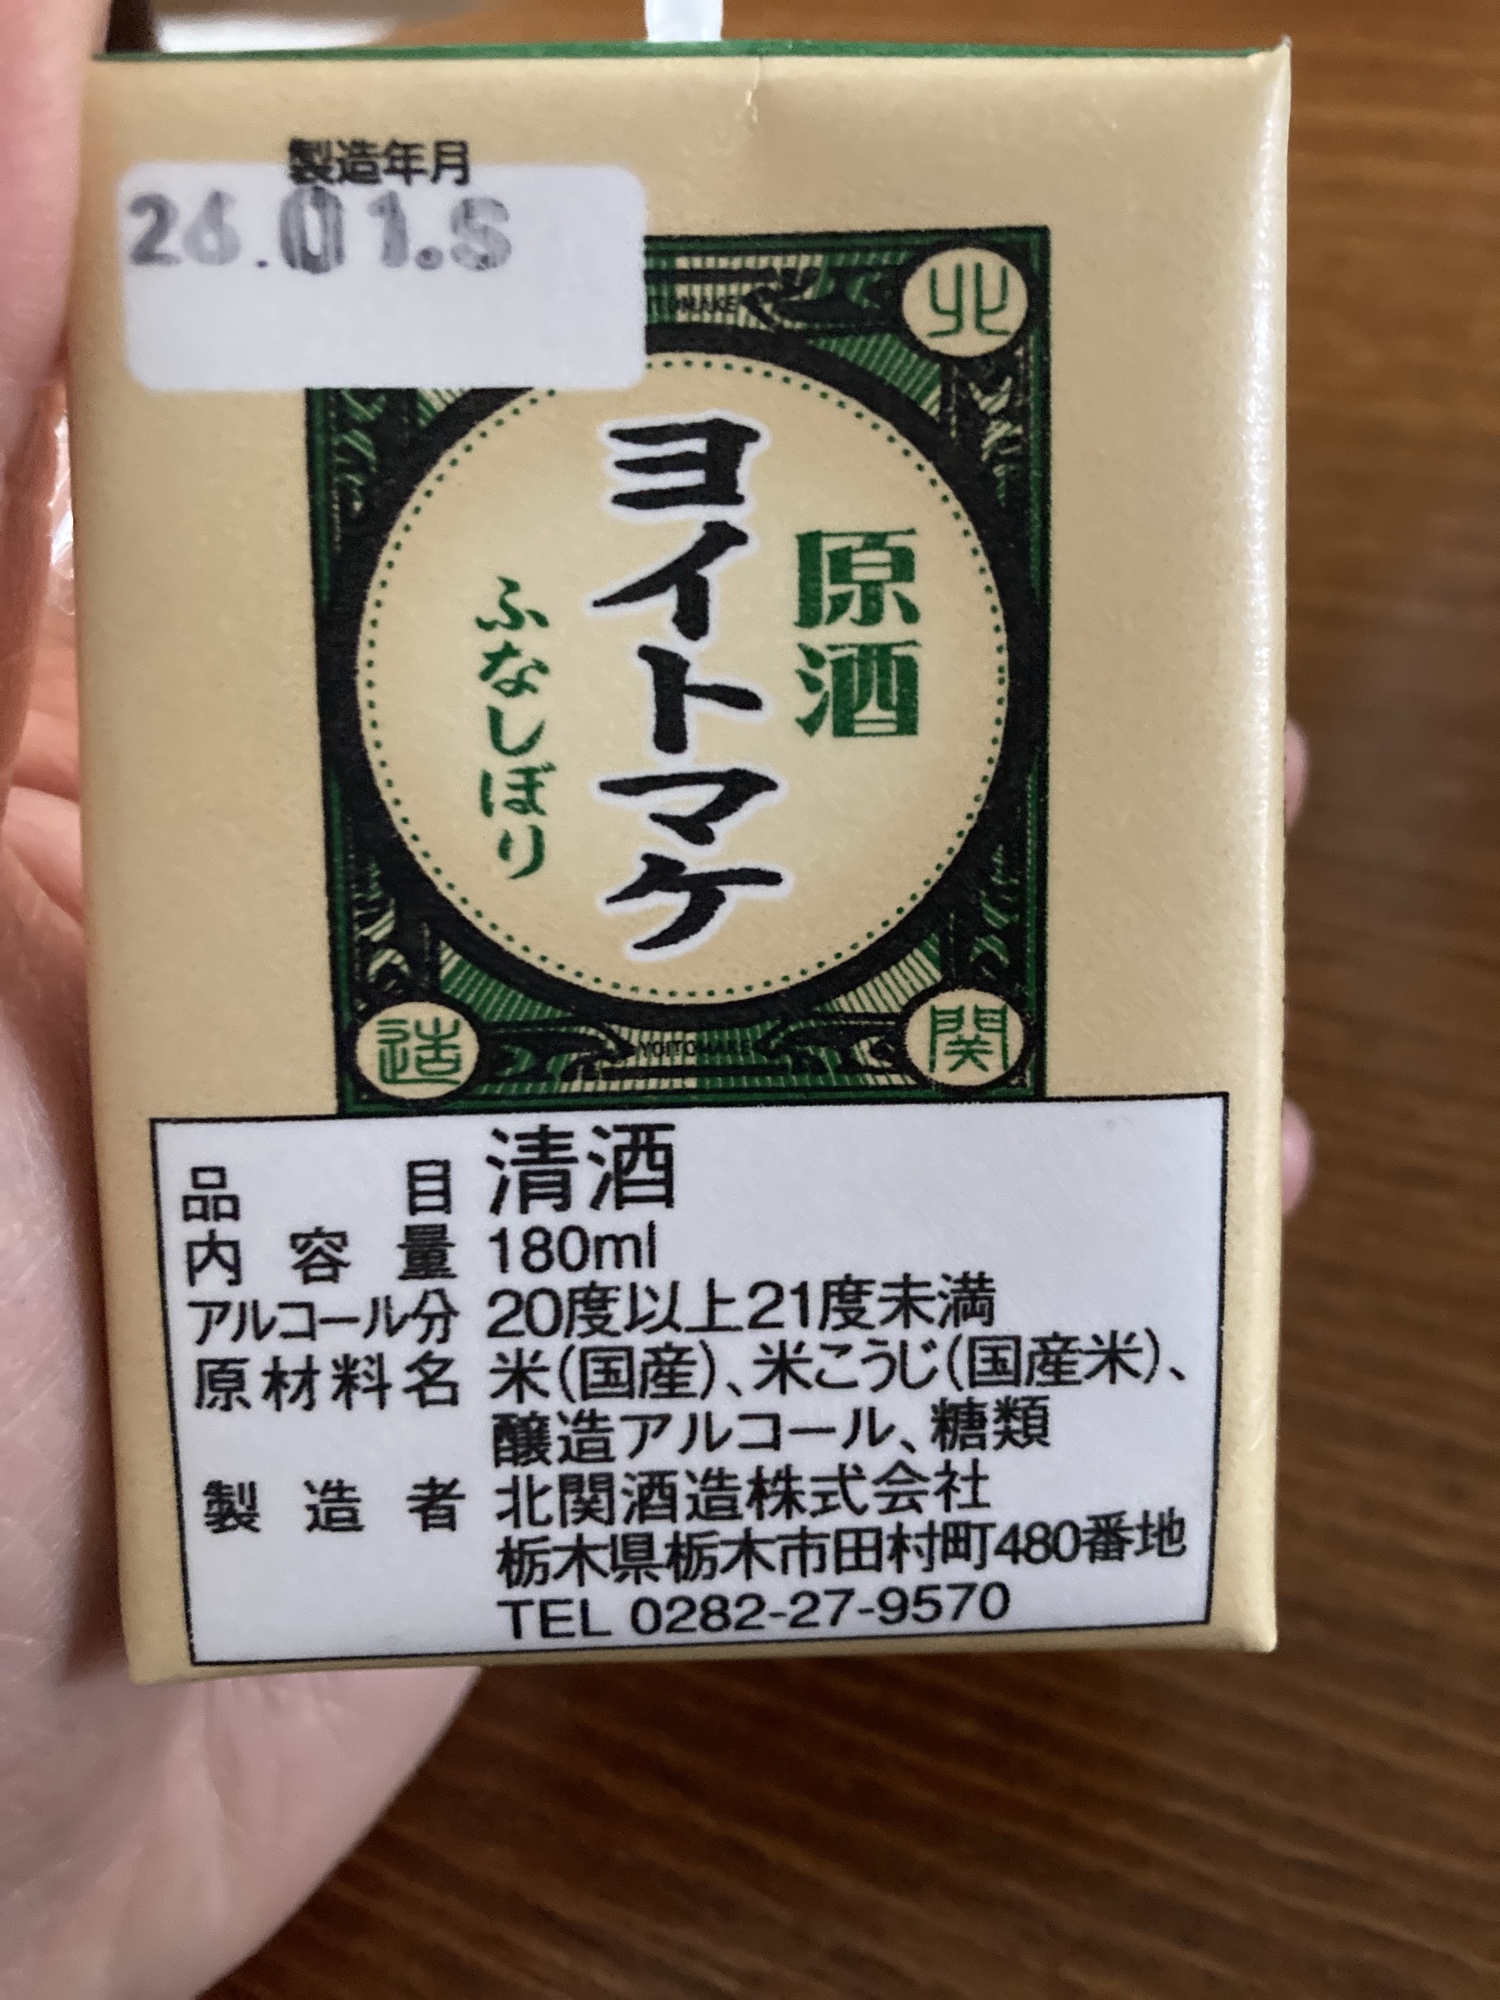 製造年月
26.01.S
北
原酒
ヨイトマケ
ふなしぼり
造
YOITOMAKE
関
品目 清酒
内容量 180ml
アルコール分 20度以上21度未満
原材料名 米(国産)、米こうじ(国産米)、
醸造アルコール、糖類
製造者 北関酒造株式会社
栃木県栃木市田村町480番地
TEL 0282-27-9570